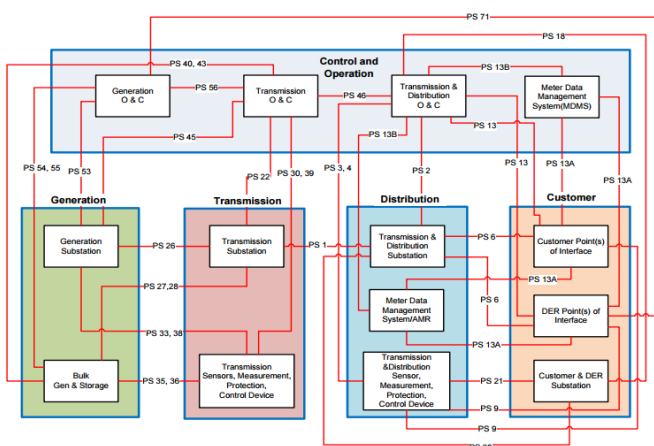 PS 71
PS 18
PS 40, 43
Control and
Operation
PS 13B
Generation
O & C
PS 56
Transmission
O & C
PS 46
Transmission &
Distribution
O & C
Meter Data
Management
System(MDMS)
PS 45
PS 13B
PS 13
PS 54, 55
PS 53
PS 22
PS 30, 39
PS 3, 4
PS 2
PS 13
PS 13A
PS 13A
Generation
Transmission
Distribution
Customer
Generation
Substation
PS 26
Transmission
Substation
PS 1
Transmission &
Distribution
Substation
PS 6
Customer Point(s)
of Interface
PS 27,28
PS 13A
PS 6
Meter Data
Management
System/AMR
DER Point(s) of
Interface
PS 33, 38
PS 13A
Bulk
Gen & Storage
PS 35, 36
Transmission
Sensors, Measurement,
Protection,
Control Device
Transmission
&Distribution
Sensor,
Measurement,
Protection,
Control Device
PS 21
Customer & DER
Substation
PS 9
PS 9